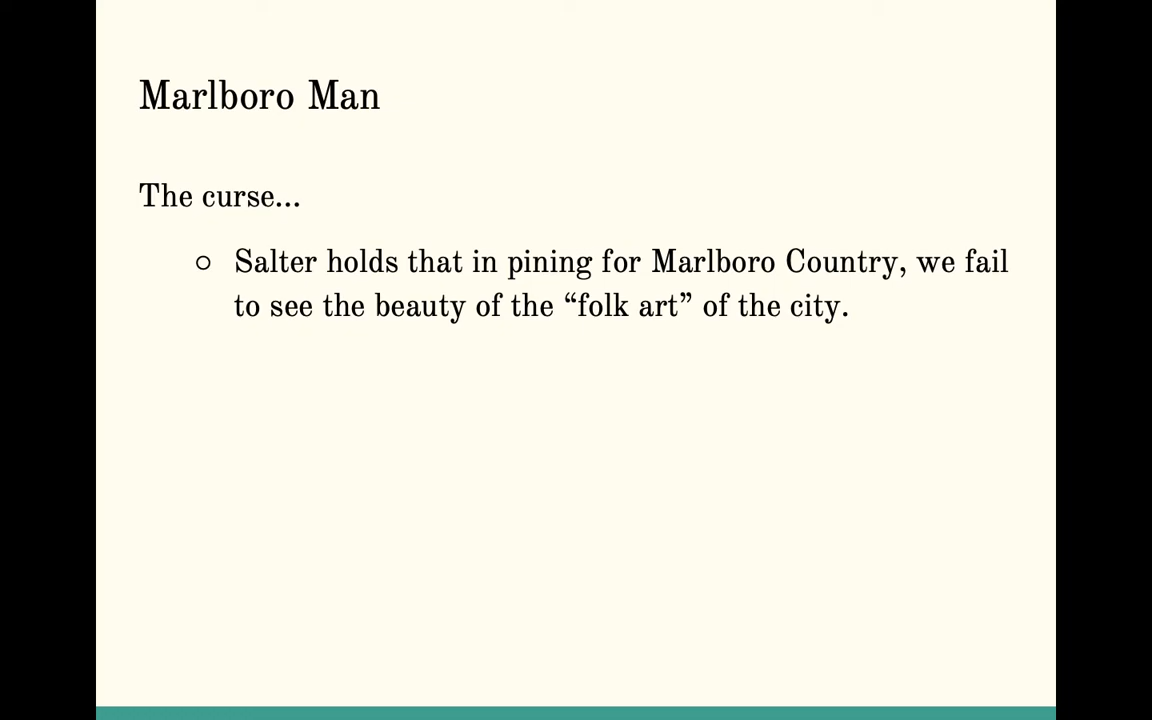 Marlboro Man
The curse...
○ Salter holds that in pining for Marlboro Country, we fail
to see the beauty of the “folk art” of the city.